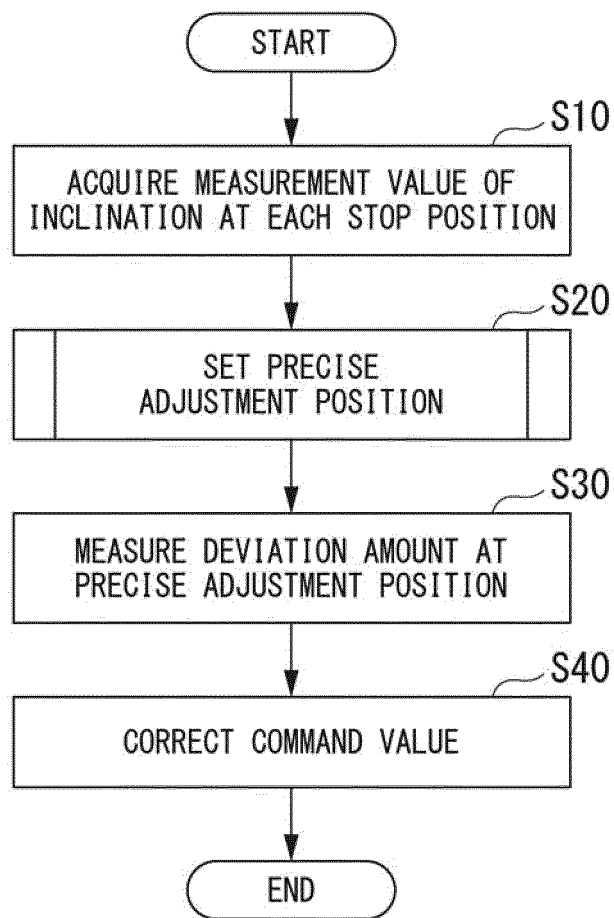 START
S10
ACQUIRE MEASUREMENT VALUE OF
INCLINATION AT EACH STOP POSITION
S20
SET PRECISE
ADJUSTMENT POSITION
S30
MEASURE DEVIATION AMOUNT AT
PRECISE ADJUSTMENT POSITION
S40
CORRECT COMMAND VALUE
END